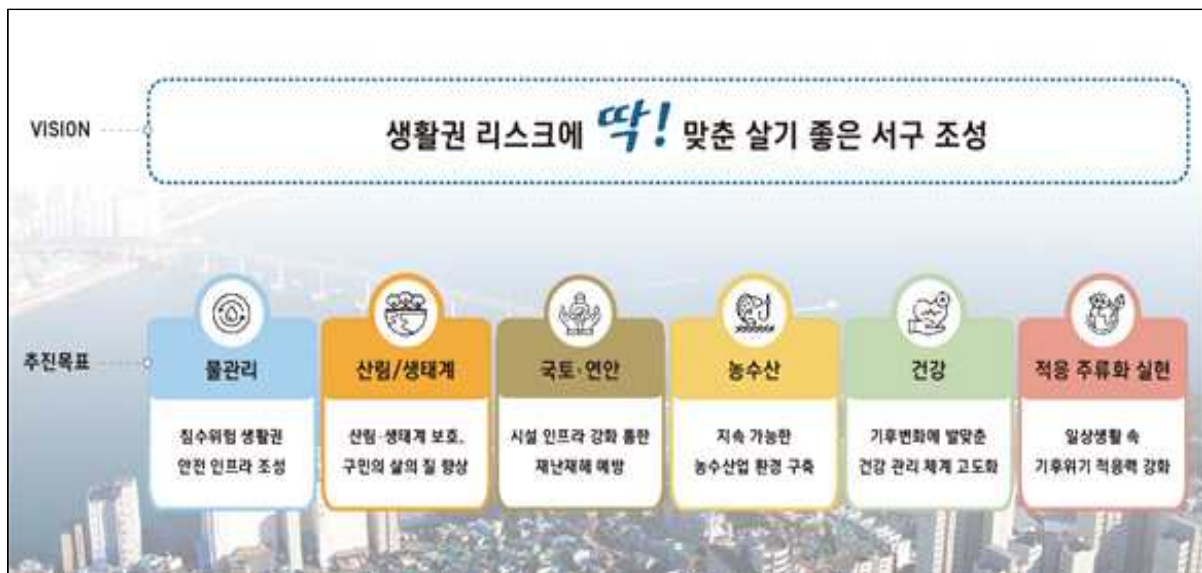 VISION
생활권 리스크에 딱! 맞춘 살기 좋은 서구 조성
추진목표
물관리
침수위험 생활권
안전 인프라 조성
산림/생태계
산림·생태계 보호,
구민의 삶의 질 향상
국토·연안
시설 인프라 강화 통한
재난재해 예방
농수산
지속 가능한
농수산업 환경 구축
건강
기후변화에 발맞춘
건강 관리 체계 고도화
적응 주류화 실현
일상생활 속
기후위기 적응력 강화